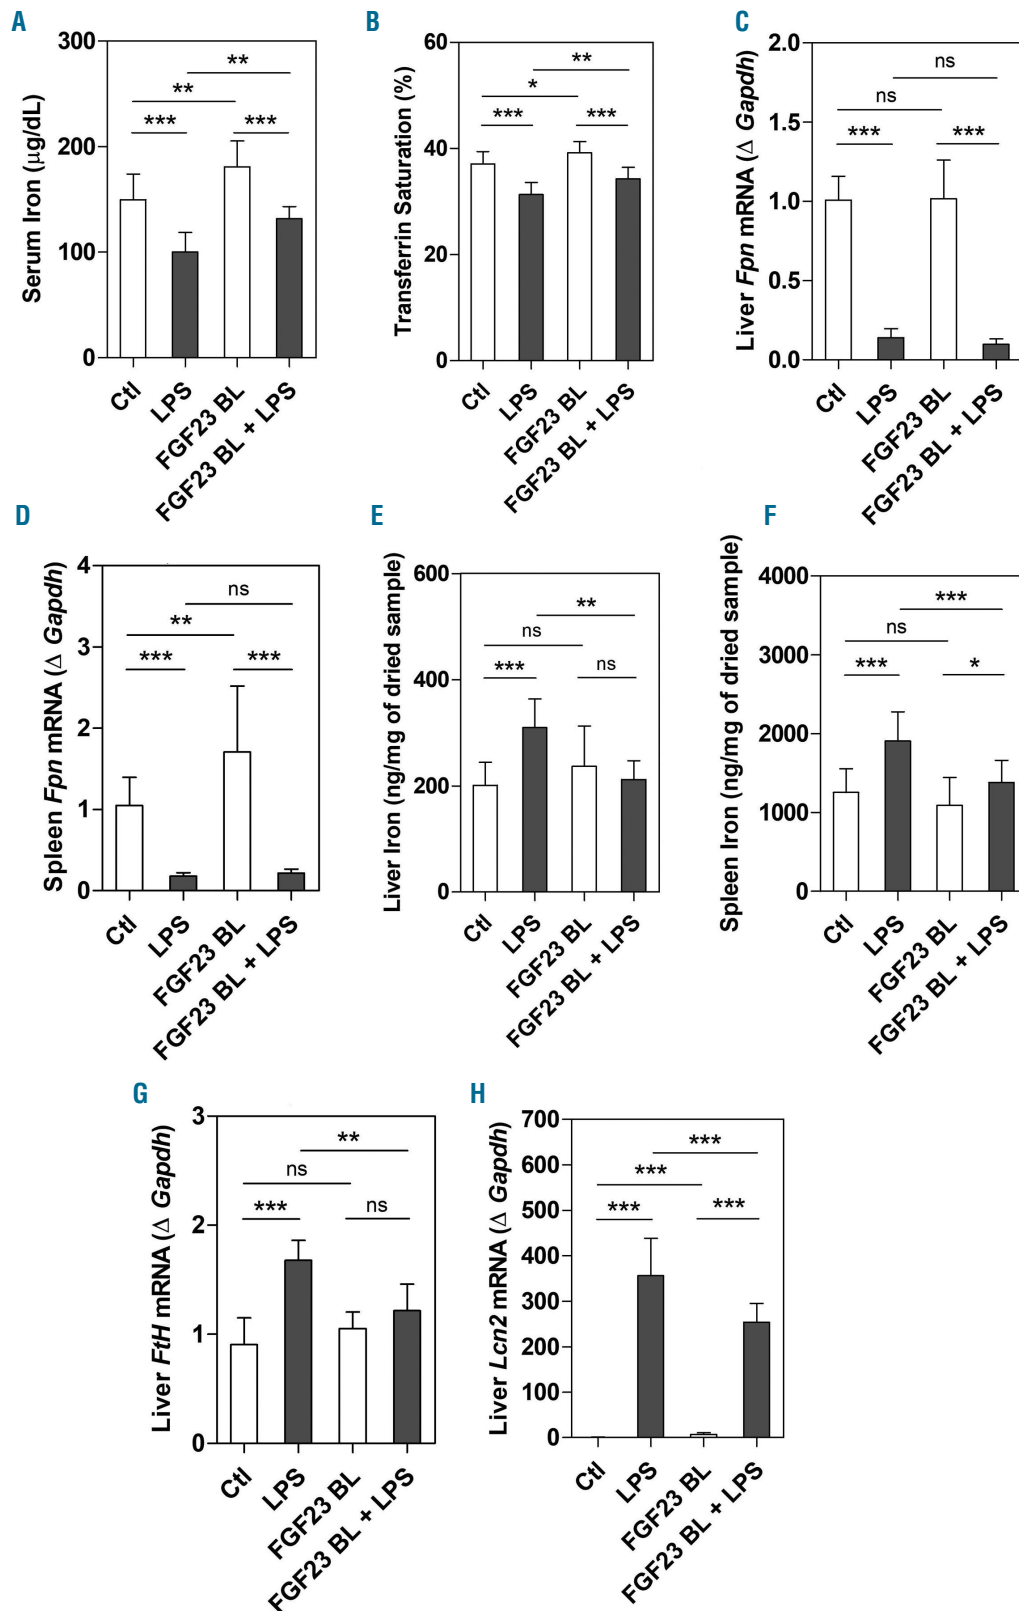 A
Serum Iron (µg/dL)
300
200
100
0
**
**
***
***
Ctl
LPS
FGF23 BL
FGF23 BL + LPS
B
Transferrin Saturation (%)
60
40
20
0
**
*
***
***
Ctl
LPS
FGF23 BL
FGF23 BL + LPS
C
Liver Fpn mRNA (Δ Gapdh)
2.0
1.5
1.0
0.5
0.0
ns
ns
***
***
Ctl
LPS
FGF23 BL
FGF23 BL + LPS
D
Spleen Fpn mRNA (Δ Gapdh)
4
3
2
1
0
ns
**
***
***
Ctl
LPS
FGF23 BL
FGF23 BL + LPS
E
Liver Iron (ng/mg of dried sample)
600
400
200
0
**
ns
***
ns
Ctl
LPS
FGF23 BL
FGF23 BL + LPS
F
Spleen Iron (ng/mg of dried sample)
4000
3000
2000
1000
0
***
ns
***
*
Ctl
LPS
FGF23 BL
FGF23 BL + LPS
G
Liver FtH mRNA (Δ Gapdh)
3
2
1
0
**
ns
***
ns
Ctl
LPS
FGF23 BL
FGF23 BL + LPS
H
Liver Lcn2 mRNA (Δ Gapdh)
700
600
500
400
300
200
100
0
***
***
***
***
Ctl
LPS
FGF23 BL
FGF23 BL + LPS